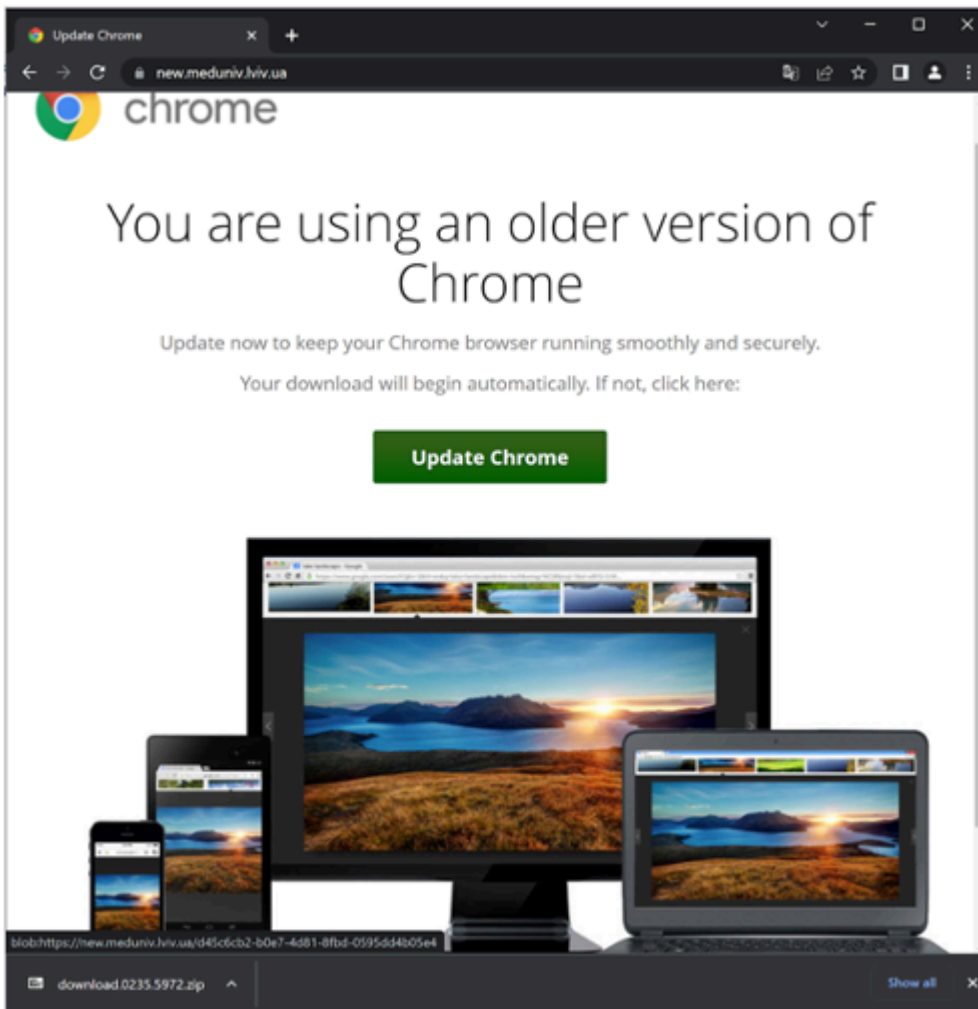 Update Chrome
new.meduniv.lviv.ua
chrome
You are using an older version of
Chrome
Update now to keep your Chrome browser running smoothly and securely.
Your download will begin automatically. If not, click here:
Update Chrome
blob:https://new.meduniv.lviv.ua/d45c6cb2-b0e7-4d81-8fbd-0595dd4b05e4
download.0235.5972.zip
Show all